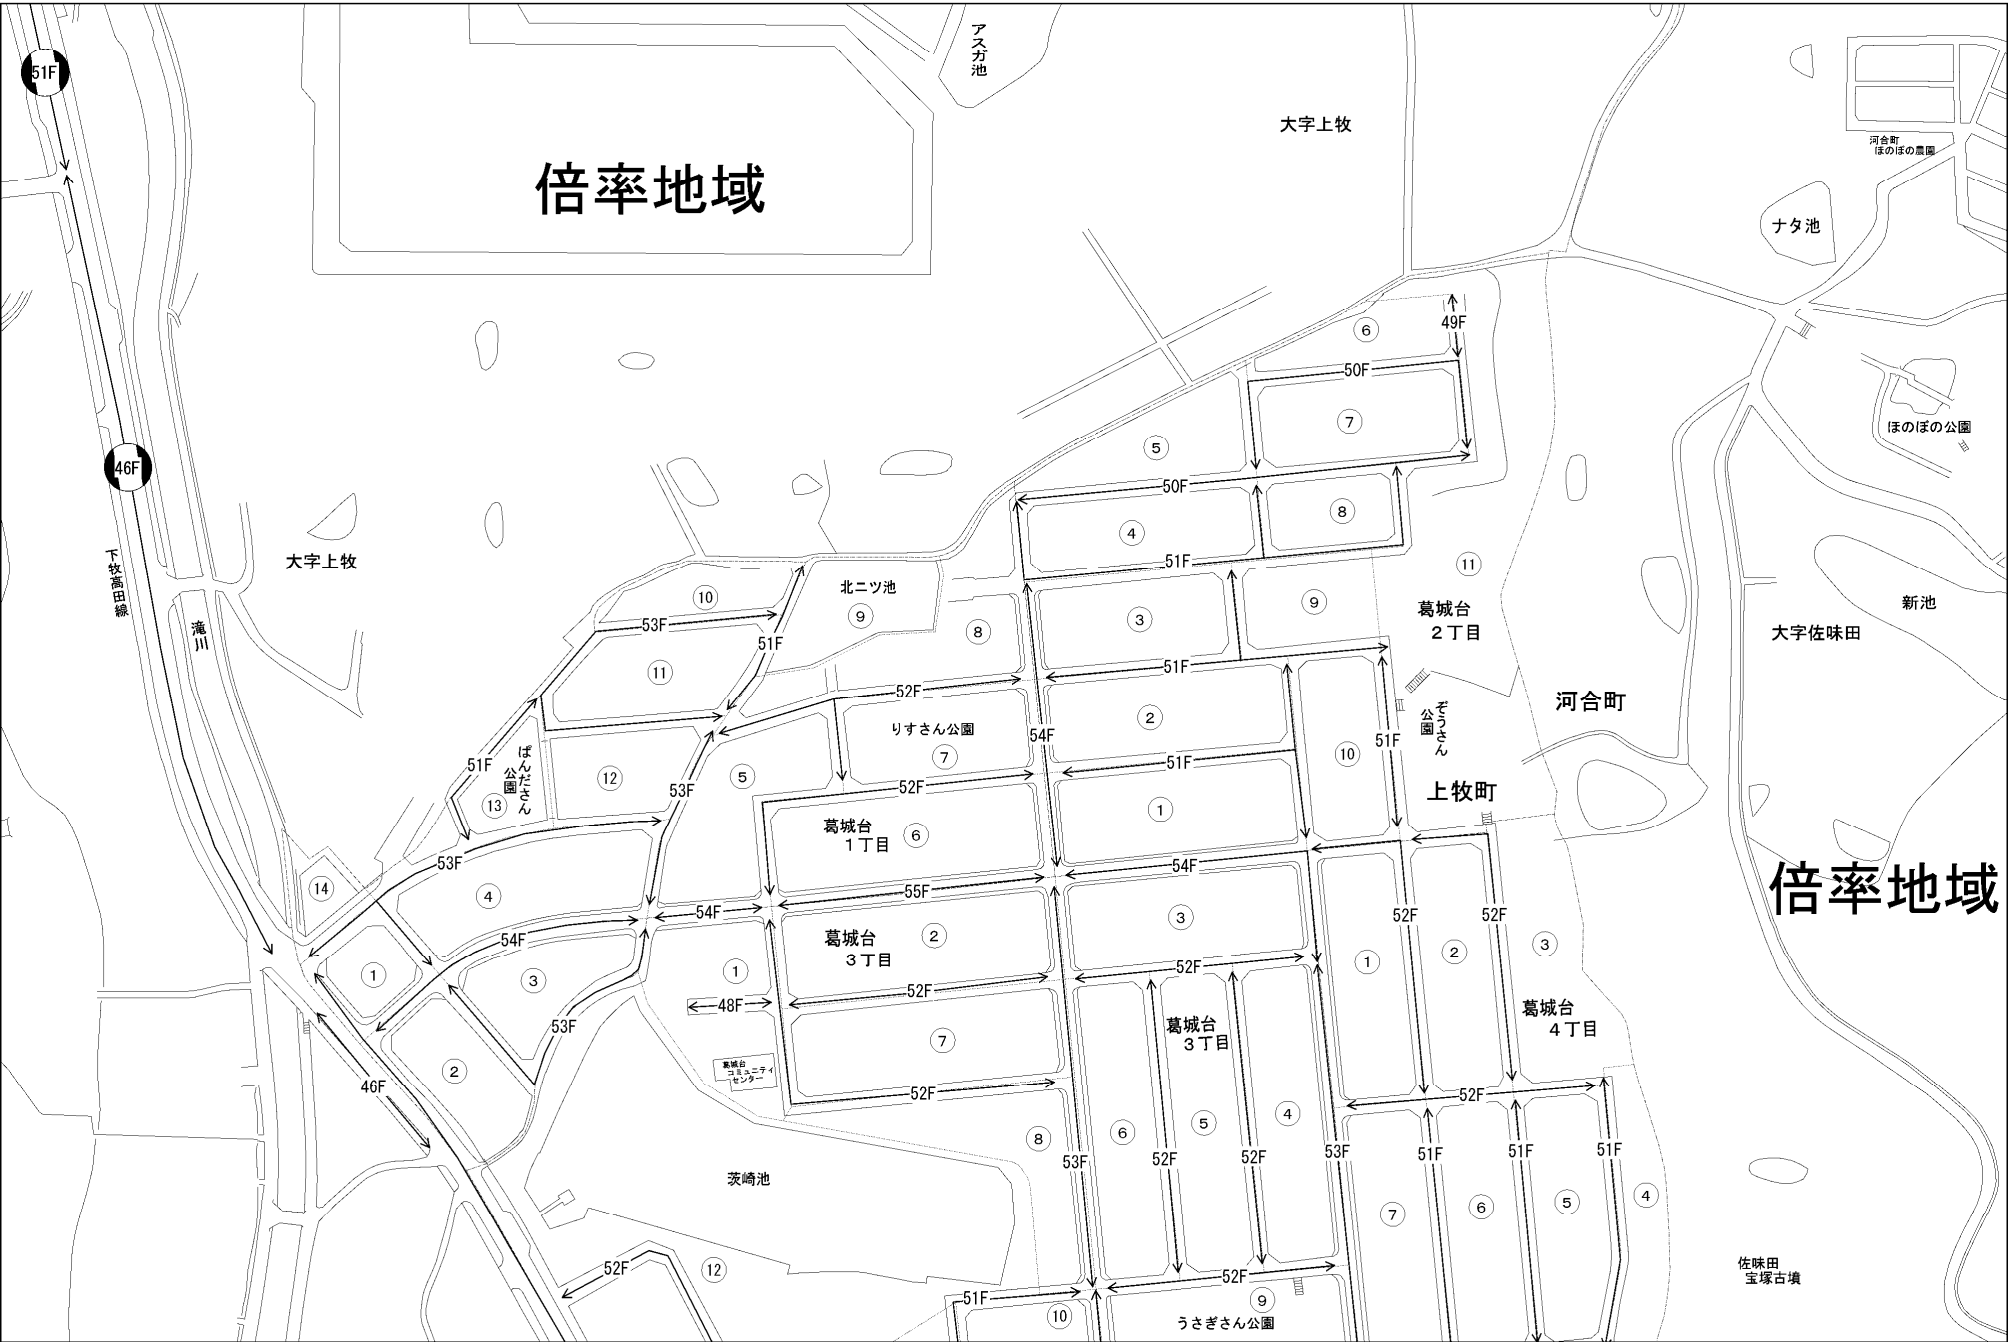 51F
アスガ池
大字上牧
河合町
ほのぼの農園
倍率地域
ナタ池
⑥
49F
50F
⑦
ほのぼの公園
⑤
46F
50F
⑧
④
大字上牧
下牧高田線
51F
⑪
北ニツ池
⑩
⑨
新池
53F
滝川
⑧
③
⑨
葛城台
2丁目
大字佐味田
51F
⑪
51F
52F
河合町
りすさん公園
②
ぞうさん
公園
54F
51F
⑩
⑦
51F
ぱんださん
公園
51F
⑬
⑫
⑤
53F
52F
上牧町
①
葛城台
1丁目
⑥
53F
54F
倍率地域
⑭
④
54F
55F
52F
52F
③
葛城台
3丁目
②
54F
③
②
①
①
③
①
52F
52F
48F
葛城台
4丁目
葛城台
3丁目
53F
⑦
葛城台
コミュニティ
センター
②
46F
52F
52F
④
⑤
⑥
⑧
53F
52F
52F
53F
51F
51F
51F
茨崎池
④
⑤
⑥
⑦
佐味田
宝塚古墳
52F
⑫
52F
51F
⑩
⑨
うさぎさん公園